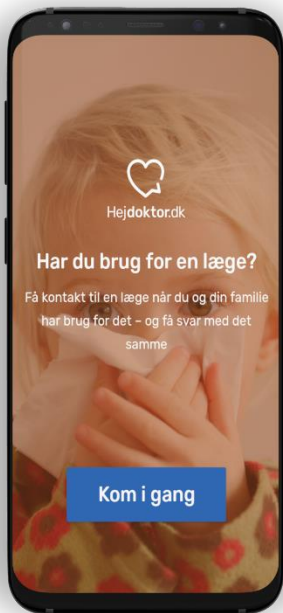 Hejdoktor.dk
Har du brug for en læge?
Få kontakt til en læge når du og din familie
har brug for det – og få svar med det
samme
Kom i gang